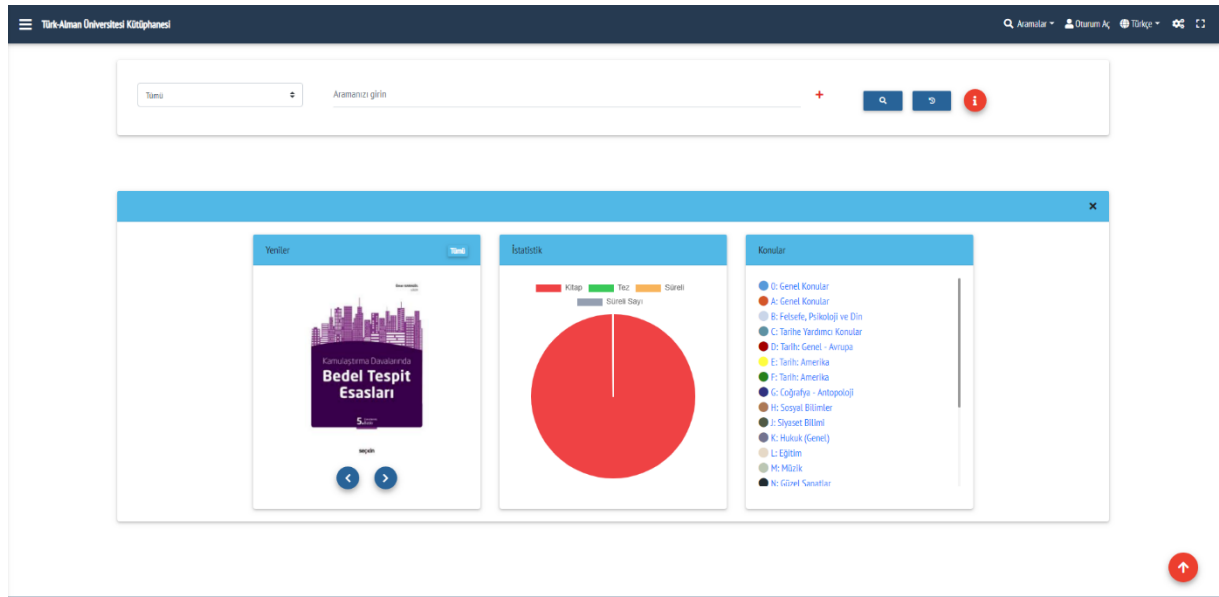 Türk-Alman Üniversitesi Kütüphanesi
Aramalar
Oturum Aç
Türkçe
Tümü
Aramanızı girin
Yeniler
Tümü
Kamulaştırma Davalarında
Bedel Tespit
Esasları
5.
seçkin
İstatistik
Kitap
Tez
Süreli
Süreli Sayı
Konular
0: Genel Konular
A: Genel Konular
B: Felsefe, Psikoloji ve Din
C: Tarihe Yardımcı Konular
D: Tarih: Genel - Avrupa
E: Tarih: Amerika
F: Tarih: Amerika
G: Coğrafya - Antopoloji
H: Sosyal Bilimler
J: Siyaset Bilimi
K: Hukuk (Genel)
L: Eğitim
M: Müzik
N: Güzel Sanatlar